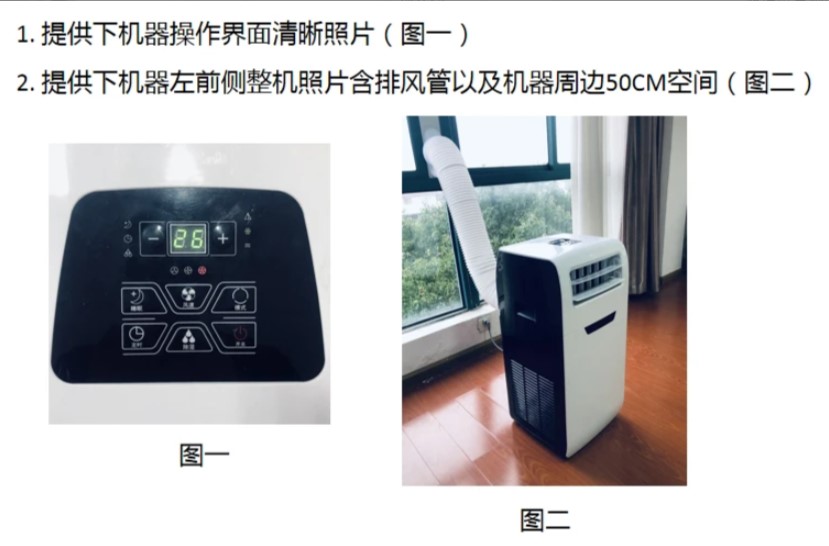 1. 提供下机器操作界面清晰照片（图一）
2. 提供下机器左前侧整机照片含排风管以及机器周边50CM空间（图二）
－ 26 ＋
睡眠 风速 模式
定时 除湿 开关
图一
图二